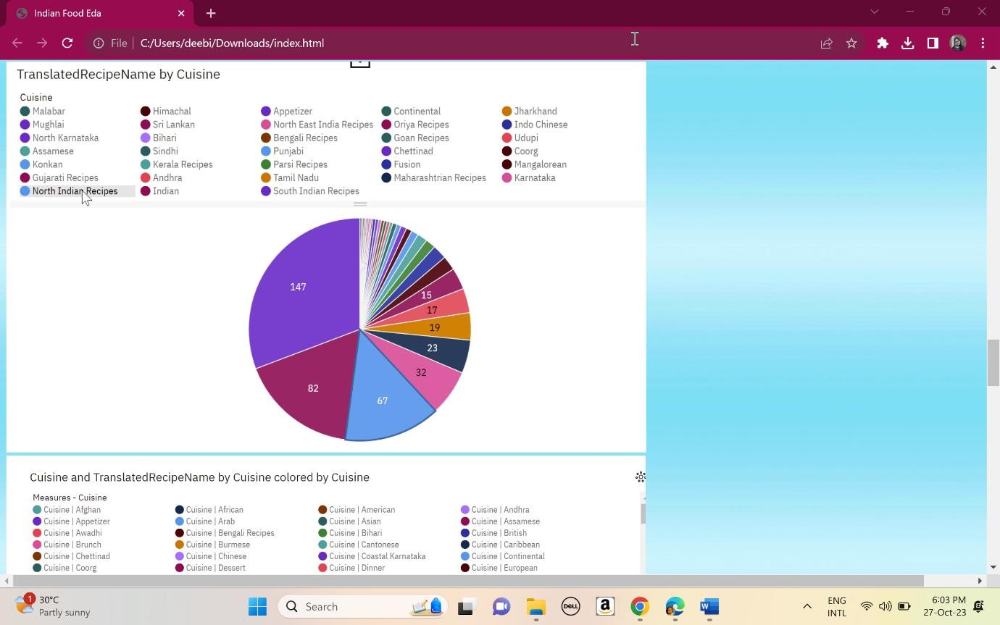 Indian Food Eda
File
C:/Users/deebi/Downloads/index.html
TranslatedRecipeName by Cuisine
Cuisine
Malabar Himachal Appetizer Continental Jharkhand
Mughlai Sri Lankan North East India Recipes Oriya Recipes Indo Chinese
North Karnataka Bihari Bengali Recipes Goan Recipes Udupi
Assamese Sindhi Punjabi Chettinad Coorg
Konkan Kerala Recipes Parsi Recipes Fusion Mangalorean
Gujarati Recipes Andhra Tamil Nadu Maharashtrian Recipes Karnataka
North Indian Recipes Indian South Indian Recipes
147
15
17
19
23
32
82
67
Cuisine and TranslatedRecipeName by Cuisine colored by Cuisine
Measures - Cuisine
Cuisine | Afghan Cuisine | African Cuisine | American Cuisine | Andhra
Cuisine | Appetizer Cuisine | Arab Cuisine | Asian Cuisine | Assamese
Cuisine | Awadhi Cuisine | Bengali Recipes Cuisine | Bihari Cuisine | British
Cuisine | Brunch Cuisine | Burmese Cuisine | Cantonese Cuisine | Caribbean
Cuisine | Chettinad Cuisine | Chinese Cuisine | Coastal Karnataka Cuisine | Continental
Cuisine | Coorg Cuisine | Dessert Cuisine | Dinner Cuisine | European
1
30°C
Partly sunny
Search
DELL
a
W
ENG
INTL
6:03 PM
27-Oct-23